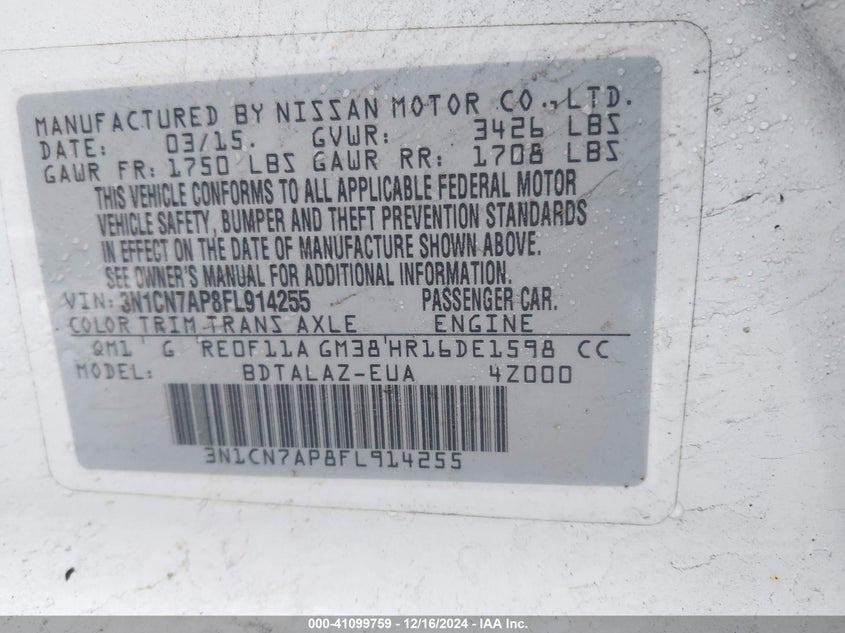 MANUFACTURED BY NISSAN MOTOR CO., LTD.
DATE: 03/15. GVWR: 3426 LBS
GAWR FR: 1750 LBS GAWR RR: 1708 LBS
THIS VEHICLE CONFORMS TO ALL APPLICABLE FEDERAL MOTOR
VEHICLE SAFETY, BUMPER AND THEFT PREVENTION STANDARDS
IN EFFECT ON THE DATE OF MANUFACTURE SHOWN ABOVE.
SEE OWNER'S MANUAL FOR ADDITIONAL INFORMATION.
VIN: 3N1CN7AP8FL914255 PASSENGER CAR.
COLOR TRIM TRANS AXLE ENGINE
QM1 G RE0F11A GM38 HR16DE1598 CC
MODEL: BDTALAZ-EUA 4Z000
3N1CN7AP8FL914255
000-41099759 - 12/16/2024 - IAA Inc.